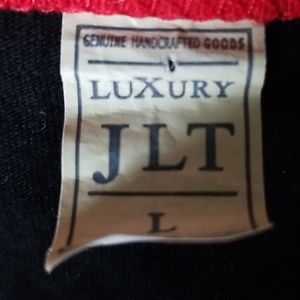 GENUINE HANDCRAFTED GOODS
LUXURY
JLT
L